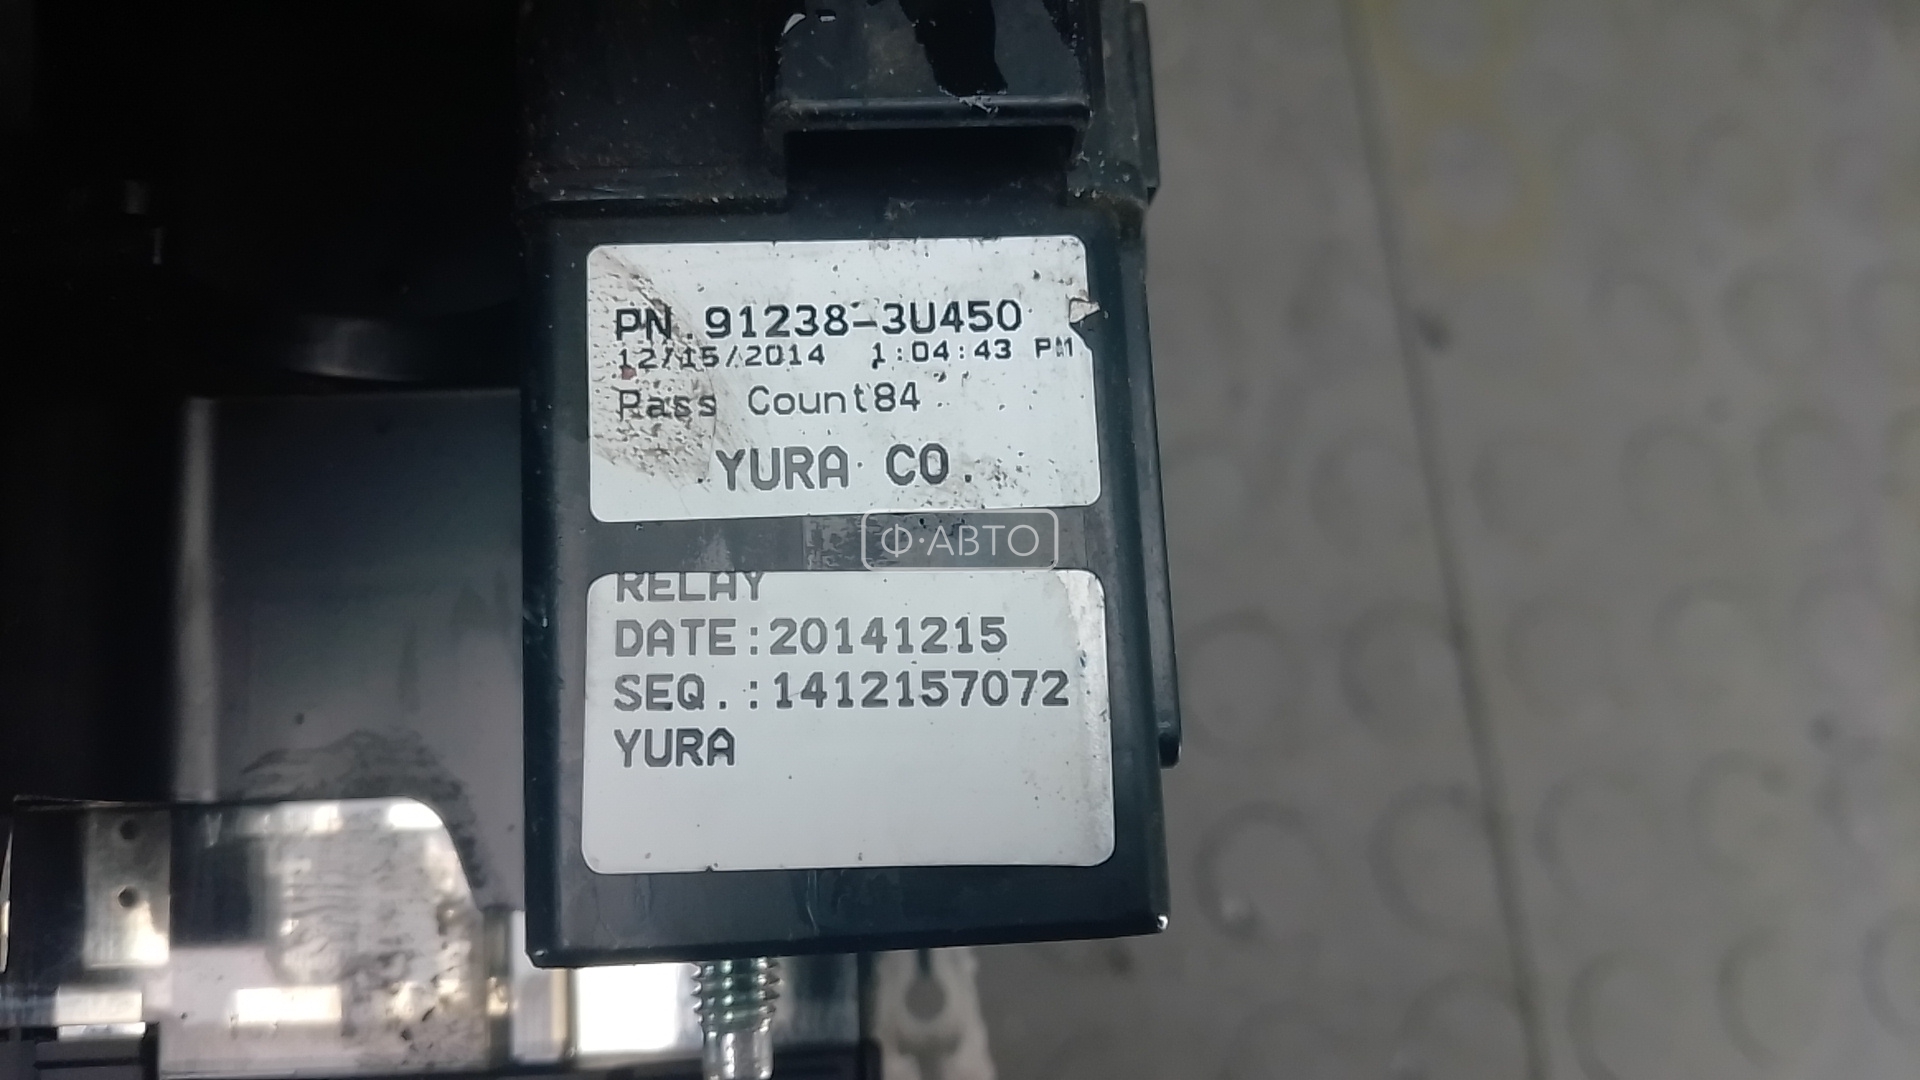 PN.91238-3U450
12/15/2014 1:04:43 PM
Pass Count84
YURA CO.
Ф·АВТО
RELAY
DATE:20141215
SEQ.:1412157072
YURA